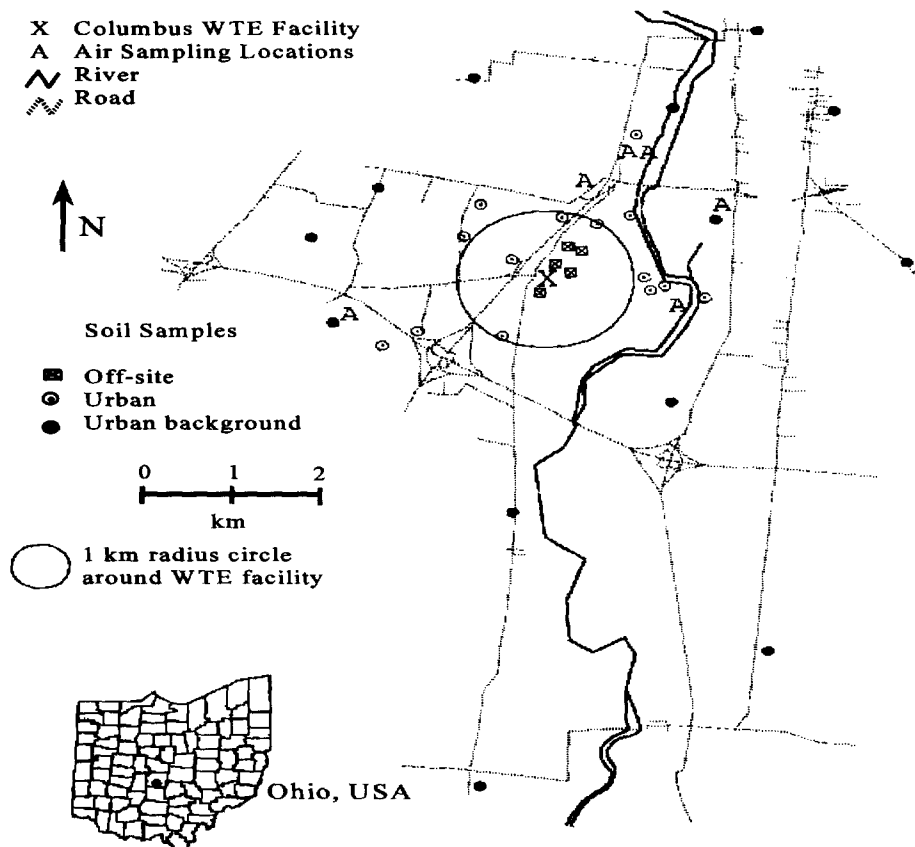 X Columbus WTE Facility
A Air Sampling Locations
River
Road
N
Soil Samples
Off-site
Urban
Urban background
0 1 2
km
1 km radius circle
around WTE facility
Ohio, USA
A A
A
A
X
A
A